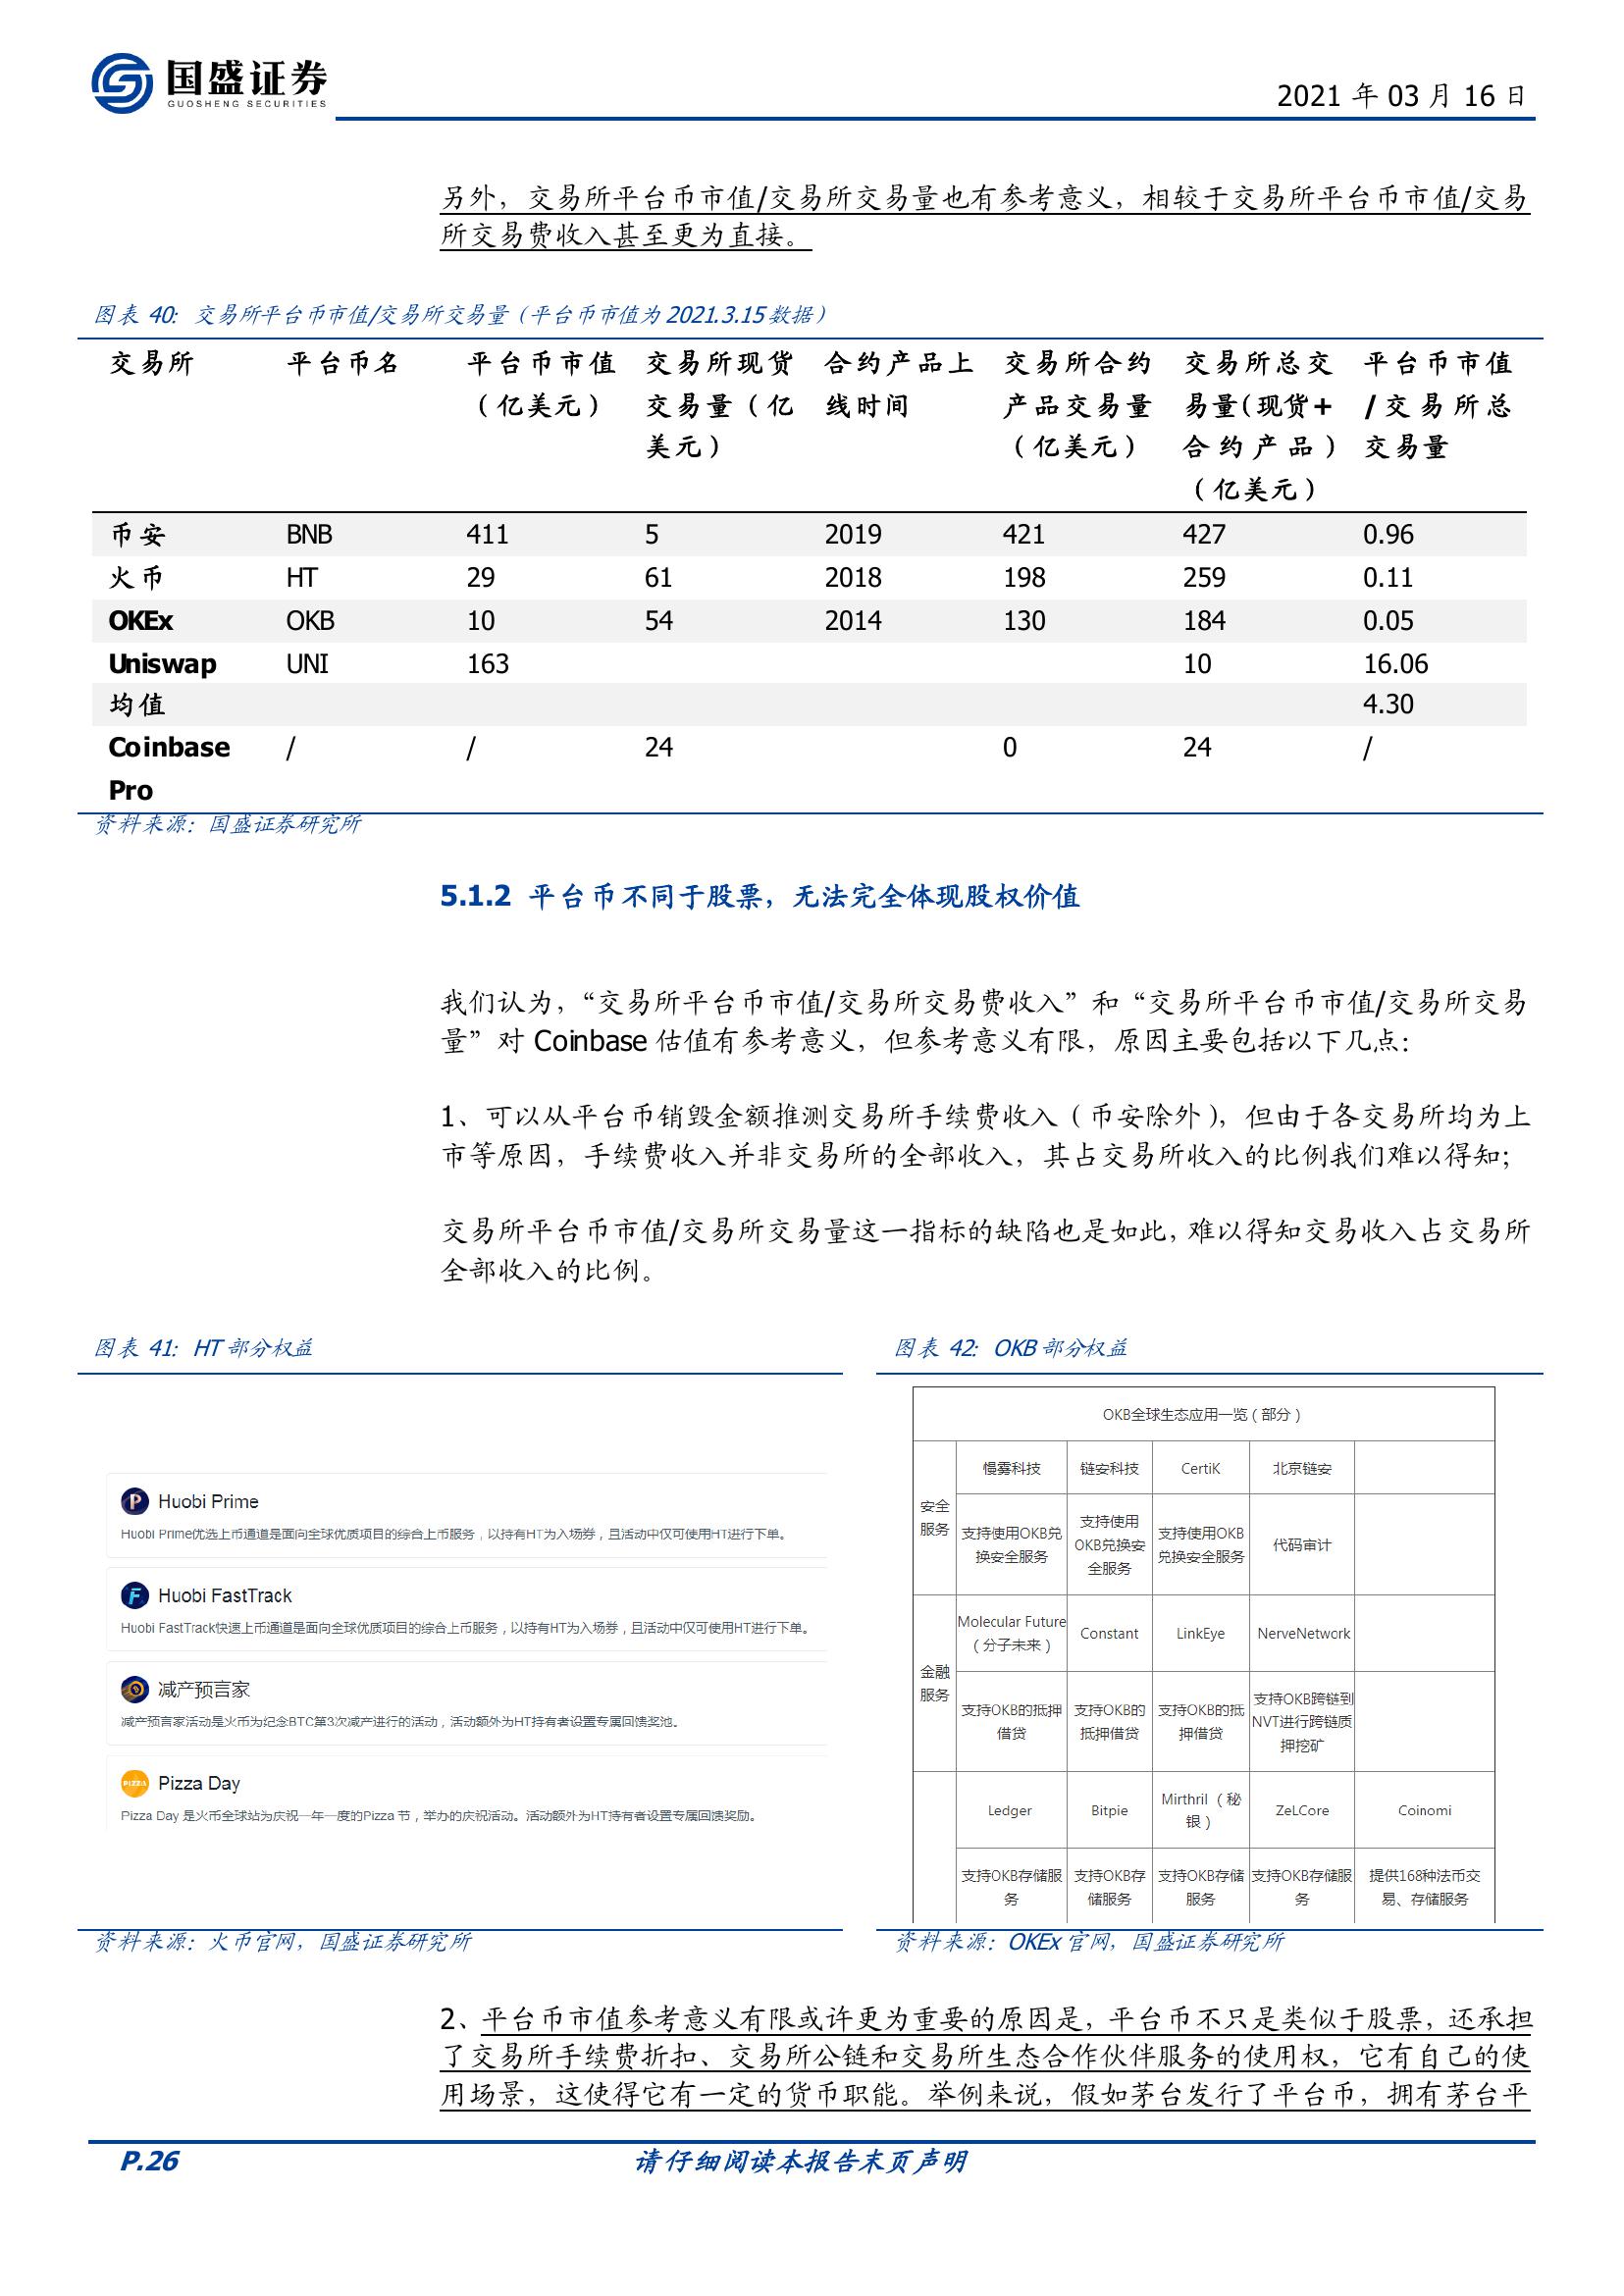 国盛证券
GUOSHENG SECURITIES
2021 年 03 月 16 日
另外，交易所平台币市值/交易所交易量也有参考意义，相较于交易所平台币市值/交易
所交易费收入甚至更为直接。
图表 40: 交易所平台币市值/交易所交易量（平台币市值为 2021.3.15 数据）
交易所 平台币名 平台币市值 交易所现货 合约产品上 交易所合约 交易所总交 平台币市值
（亿美元） 交易量（亿 线时间 产品交易量 易量(现货+ /交易所总
美元） （亿美元） 合约产品） 交易量
（亿美元）
币安 BNB 411 5 2019 421 427 0.96
火币 HT 29 61 2018 198 259 0.11
OKEx OKB 10 54 2014 130 184 0.05
Uniswap UNI 163 10 16.06
均值 4.30
Coinbase / / 24 0 24 /
Pro
资料来源：国盛证券研究所
5.1.2 平台币不同于股票，无法完全体现股权价值
我们认为，“交易所平台币市值/交易所交易费收入”和“交易所平台币市值/交易所交易
量”对 Coinbase 估值有参考意义，但参考意义有限，原因主要包括以下几点：
1、可以从平台币销毁金额推测交易所手续费收入（币安除外），但由于各交易所均为上
市等原因，手续费收入并非交易所的全部收入，其占交易所收入的比例我们难以得知；
交易所平台币市值/交易所交易量这一指标的缺陷也是如此，难以得知交易收入占交易所
全部收入的比例。
图表 41: HT 部分权益
Huobi Prime
Huobi Prime优选上币通道是面向全球优质项目的综合上币服务，以持有HT为入场券，且活动中仅可使用HT进行下单。
Huobi FastTrack
Huobi FastTrack快速上币通道是面向全球优质项目的综合上币服务，以持有HT为入场券，且活动中仅可使用HT进行下单。
减产预言家
减产预言家活动是火币为纪念BTC第3次减产进行的活动，活动额外为HT持有者设置专属回馈奖池。
PIZZA
Pizza Day
Pizza Day 是火币全球站为庆祝一年一度的Pizza 节，举办的庆祝活动。活动额外为HT持有者设置专属回馈奖励。
资料来源：火币官网，国盛证券研究所
图表 42: OKB 部分权益
OKB全球生态应用一览（部分）
安全
服务
慢雾科技 链安科技 CertiK 北京链安
支持使用OKB兑 支持使用 支持使用OKB 代码审计
换安全服务 OKB兑换安 兑换安全服务
全服务
金融
服务
Molecular Future Constant LinkEye NerveNetwork
（分子未来）
支持OKB的抵押 支持OKB的 支持OKB的抵 支持OKB跨链到
借贷 抵押借贷 押借贷 NVT进行跨链质
押挖矿
Ledger Bitpie Mirthril（秘 ZeLCore Coinomi
银）
支持OKB存储服 支持OKB存 支持OKB存储 支持OKB存储服 提供168种法币交
务 储服务 服务 务 易、存储服务
资料来源：OKEx 官网，国盛证券研究所
2、平台币市值参考意义有限或许更为重要的原因是，平台币不只是类似于股票，还承担
了交易所手续费折扣、交易所公链和交易所生态合作伙伴服务的使用权，它有自己的使
用场景，这使得它有一定的货币职能。举例来说，假如茅台发行了平台币，拥有茅台平
P.26
请仔细阅读本报告末页声明